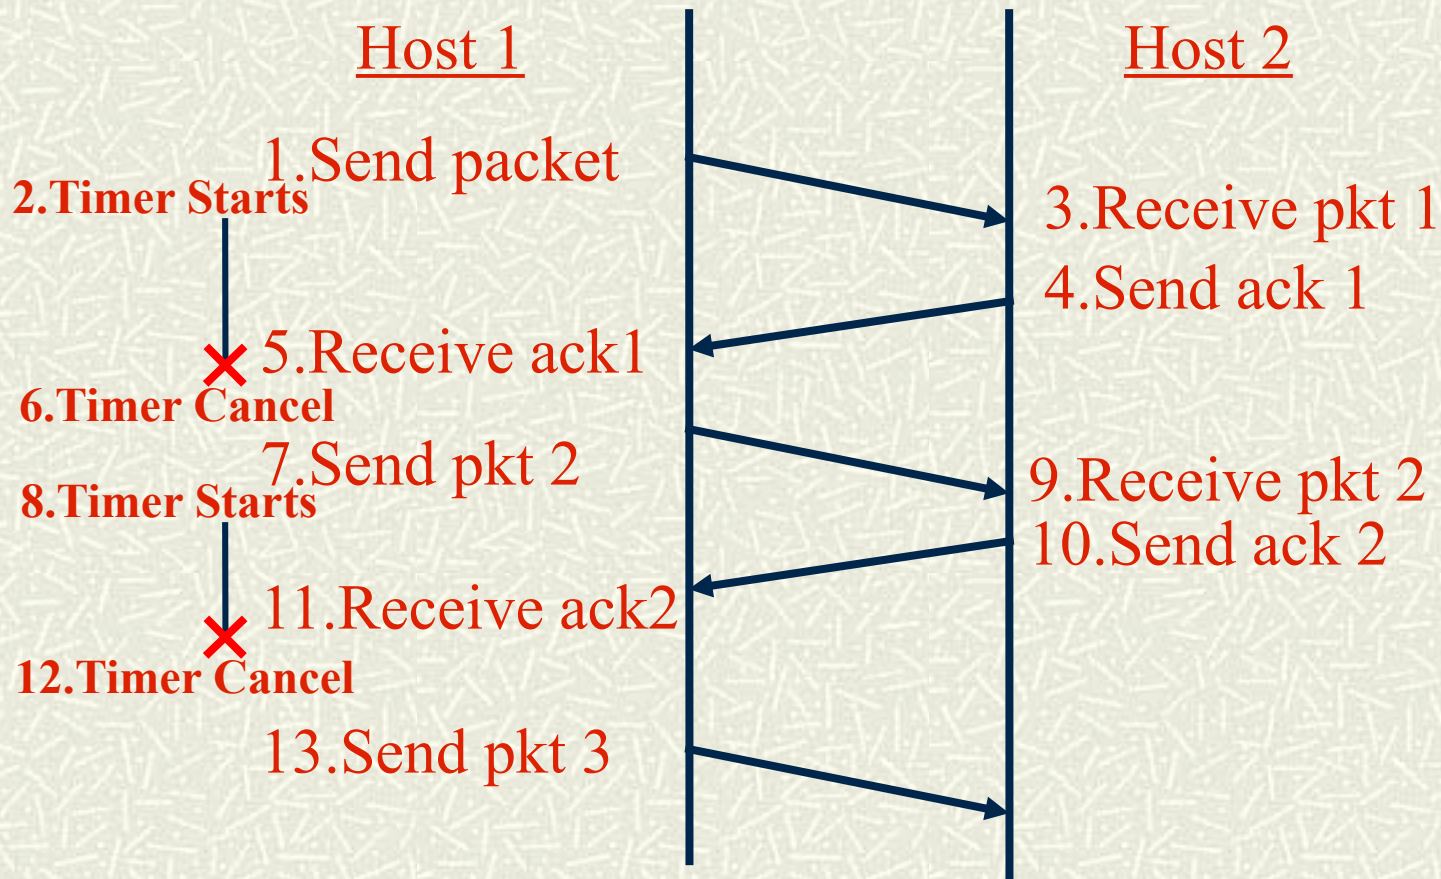 Host 1
Host 2
1.Send packet
2.Timer Starts
3.Receive pkt 1
4.Send ack 1
5.Receive ack1
6.Timer Cancel
7.Send pkt 2
8.Timer Starts
9.Receive pkt 2
10.Send ack 2
11.Receive ack2
12.Timer Cancel
13.Send pkt 3